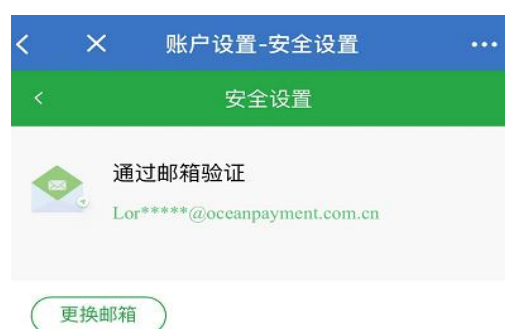 账户设置-安全设置
安全设置
通过邮箱验证
Lor*****@oceanpayment.com.cn
更换邮箱